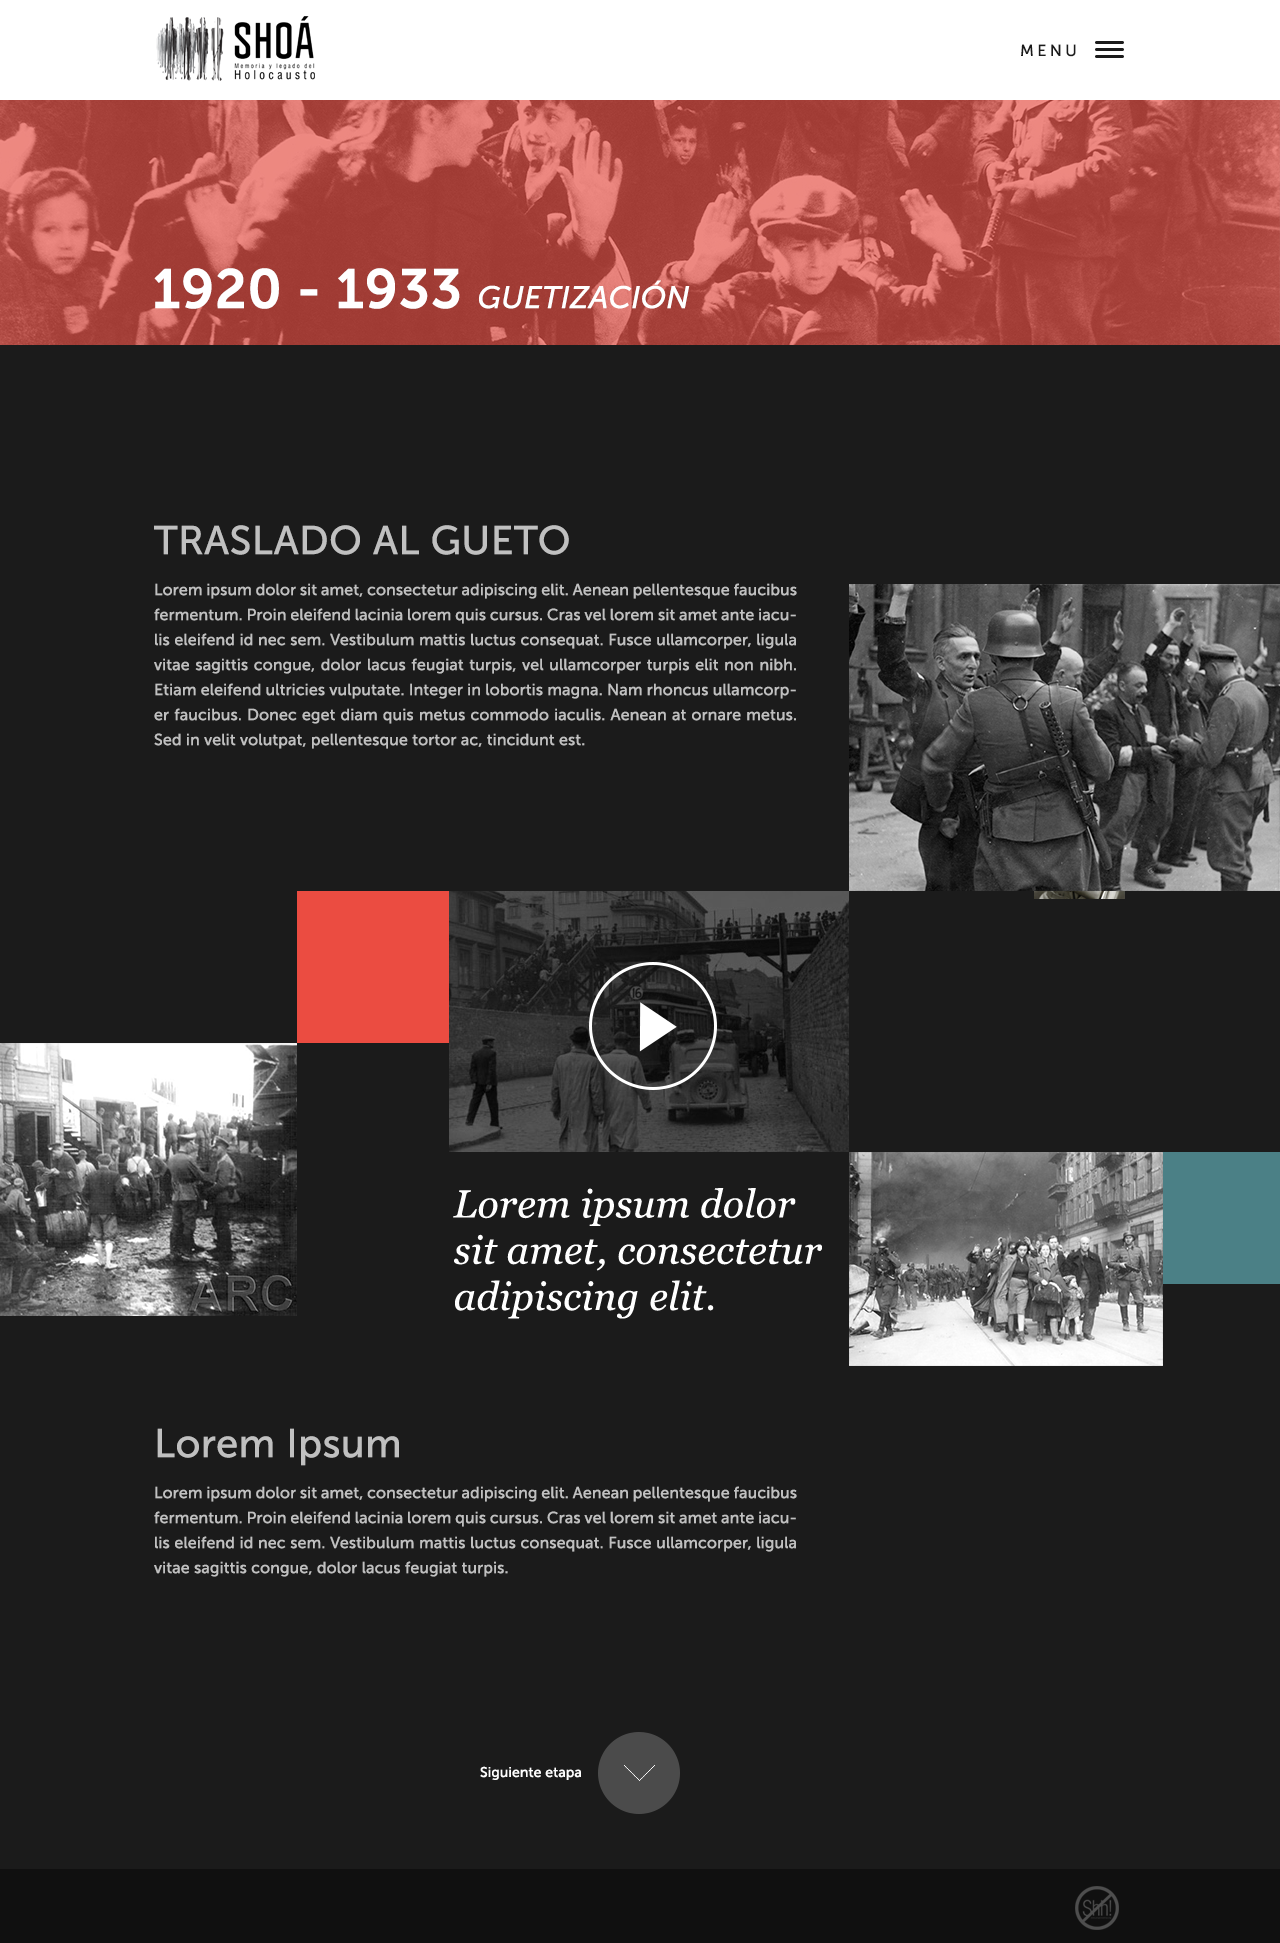 SHOÁ
Memoria y legado del
Holocausto
MENU
1920 - 1933 GUETIZACIÓN
TRASLADO AL GUETO
Lorem ipsum dolor sit amet, consectetur adipiscing elit. Aenean pellentesque faucibus
fermentum. Proin eleifend lacinia lorem quis cursus. Cras vel lorem sit amet ante iacu-
lis eleifend id nec sem. Vestibulum mattis luctus consequat. Fusce ullamcorper, ligula
vitae sagittis congue, dolor lacus feugiat turpis, vel ullamcorper turpis elit non nibh.
Etiam eleifend ultricies vulputate. Integer in lobortis magna. Nam rhoncus ullamcorp-
er faucibus. Donec eget diam quis metus commodo iaculis. Aenean at ornare metus.
Sed in velit volutpat, pellentesque tortor ac, tincidunt est.
16
ARC
Lorem ipsum dolor
sit amet, consectetur
adipiscing elit.
Lorem Ipsum
Lorem ipsum dolor sit amet, consectetur adipiscing elit. Aenean pellentesque faucibus
fermentum. Proin eleifend lacinia lorem quis cursus. Cras vel lorem sit amet ante iacu-
lis eleifend id nec sem. Vestibulum mattis luctus consequat. Fusce ullamcorper, ligula
vitae sagittis congue, dolor lacus feugiat turpis.
Siguiente etapa
Shh!